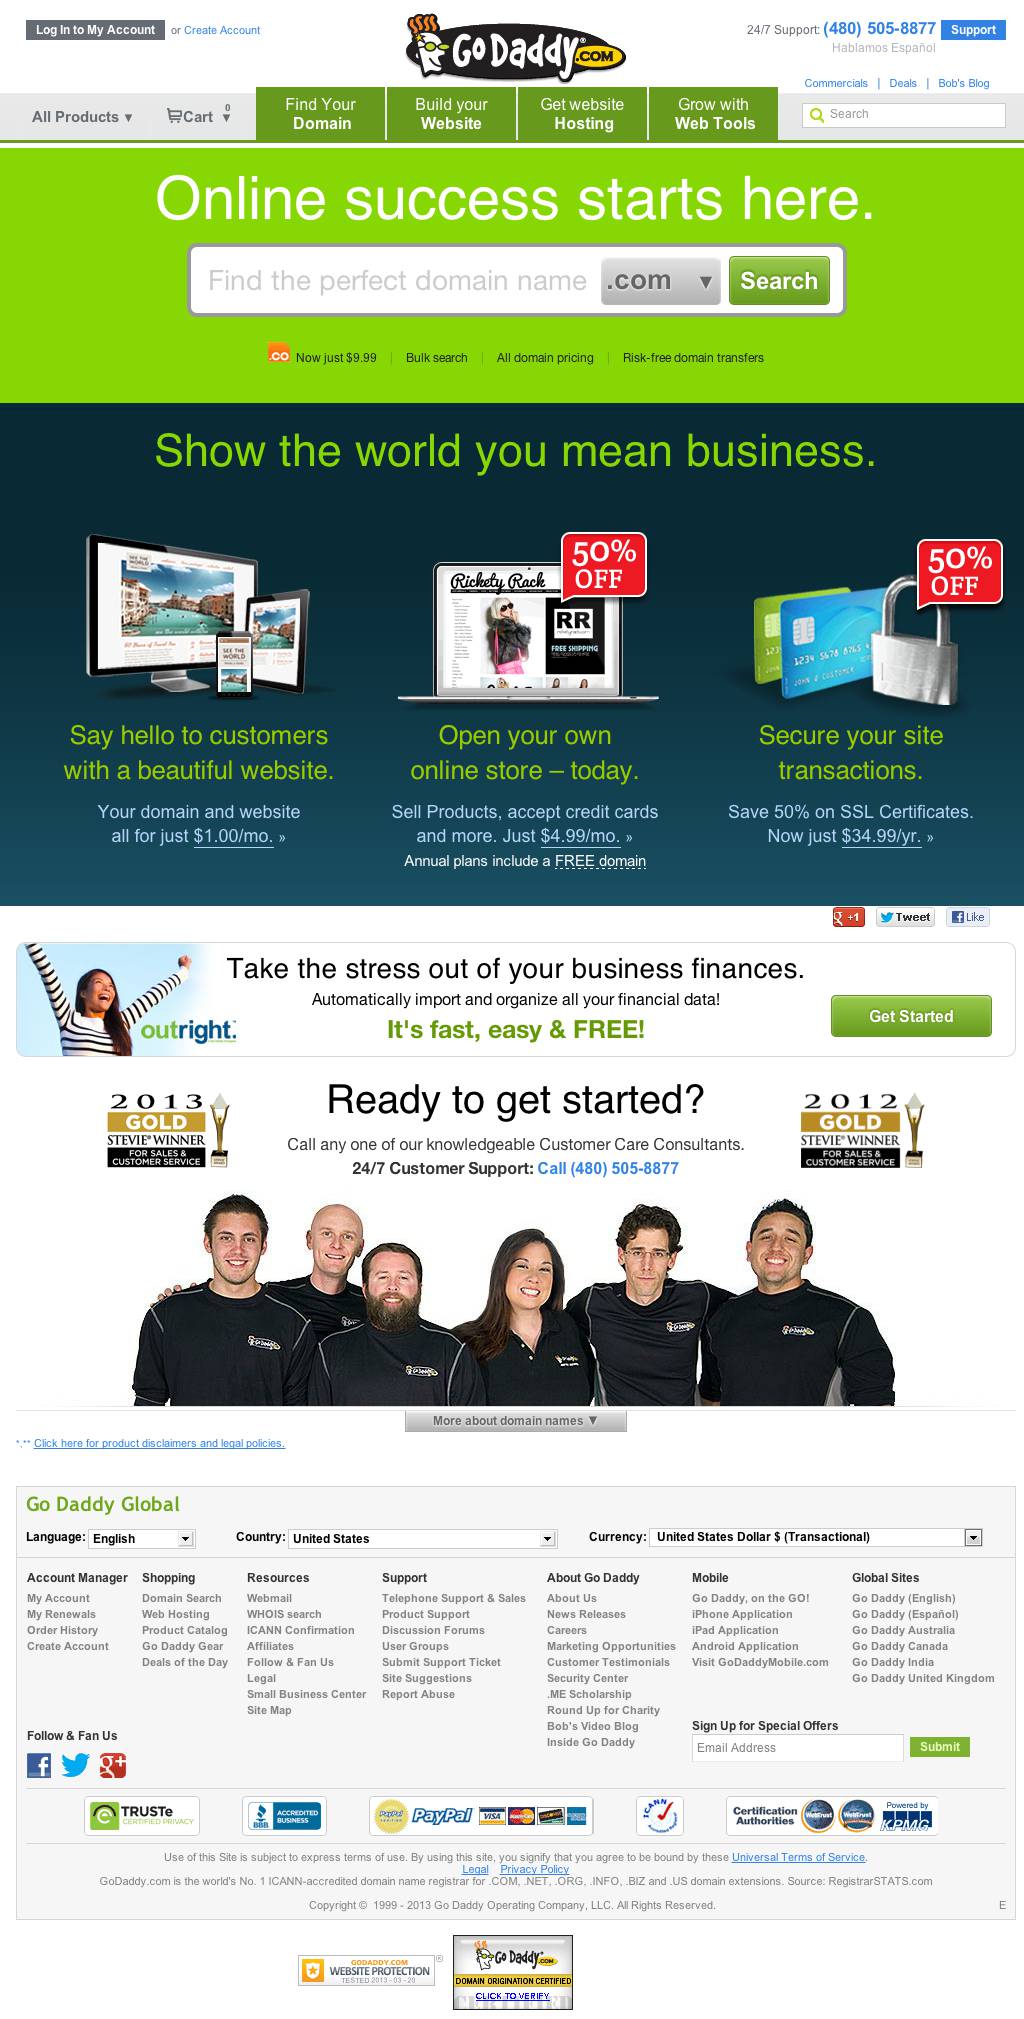 Log In to My Account or Create Account
GoDaddy.COM
24/7 Support: (480) 505-8877 Support
Hablamos Español
Commercials | Deals | Bob's Blog
All Products ▼
Cart 0 ▼
Find Your
Domain
Build your
Website
Get website
Hosting
Grow with
Web Tools
Search
Online success starts here.
Find the perfect domain name .com ▼ Search
.co Now just $9.99 | Bulk search | All domain pricing | Risk-free domain transfers
Show the world you mean business.
SEE THE
WORLD
SEE THE
WORLD
Rickety Rack
RR
FREE SHIPPING
50%
OFF
50%
OFF
1234 5678 8765
JOHN Q CUSTOMER
Say hello to customers
with a beautiful website.
Your domain and website
all for just $1.00/mo. »
Open your own
online store – today.
Sell Products, accept credit cards
and more. Just $4.99/mo. »
Annual plans include a FREE domain
Secure your site
transactions.
Save 50% on SSL Certificates.
Now just $34.99/yr. »
g +1 Tweet Like
outright.
Take the stress out of your business finances.
Automatically import and organize all your financial data!
It's fast, easy & FREE!
Get Started
2013
GOLD
STEVIE® WINNER
FOR SALES &
CUSTOMER SERVICE
Ready to get started?
Call any one of our knowledgeable Customer Care Consultants.
24/7 Customer Support: Call (480) 505-8877
2012
GOLD
STEVIE® WINNER
FOR SALES &
CUSTOMER SERVICE
More about domain names ▼
*,** Click here for product disclaimers and legal policies.
Go Daddy Global
Language: English Country: United States Currency: United States Dollar $ (Transactional)
Account Manager
My Account
My Renewals
Order History
Create Account
Shopping
Domain Search
Web Hosting
Product Catalog
Go Daddy Gear
Deals of the Day
Resources
Webmail
WHOIS search
ICANN Confirmation
Affiliates
Follow & Fan Us
Legal
Small Business Center
Site Map
Support
Telephone Support & Sales
Product Support
Discussion Forums
User Groups
Submit Support Ticket
Site Suggestions
Report Abuse
About Go Daddy
About Us
News Releases
Careers
Marketing Opportunities
Customer Testimonials
Security Center
.ME Scholarship
Round Up for Charity
Bob's Video Blog
Inside Go Daddy
Mobile
Go Daddy, on the GO!
iPhone Application
iPad Application
Android Application
Visit GoDaddyMobile.com
Global Sites
Go Daddy (English)
Go Daddy (Español)
Go Daddy Australia
Go Daddy Canada
Go Daddy India
Go Daddy United Kingdom
Follow & Fan Us
Sign Up for Special Offers
Email Address Submit
TRUSTe
CERTIFIED PRIVACY
BBB
ACCREDITED
BUSINESS
PayPal VISA MasterCard DISCOVER
ICANN
Certification
Authorities
WebTrust WebTrust
Powered by
KPMG
Use of this Site is subject to express terms of use. By using this site, you signify that you agree to be bound by these Universal Terms of Service.
Legal Privacy Policy
GoDaddy.com is the world's No. 1 ICANN-accredited domain name registrar for .COM, .NET, .ORG, .INFO, .BIZ and .US domain extensions. Source: RegistrarSTATS.com
Copyright © 1999 - 2013 Go Daddy Operating Company, LLC. All Rights Reserved. E
GODADDY.COM
WEBSITE PROTECTION
TESTED 2013 - 03 - 20
®
Go Daddy.COM
DOMAIN ORIGINATION CERTIFIED
CLICK TO VERIFY